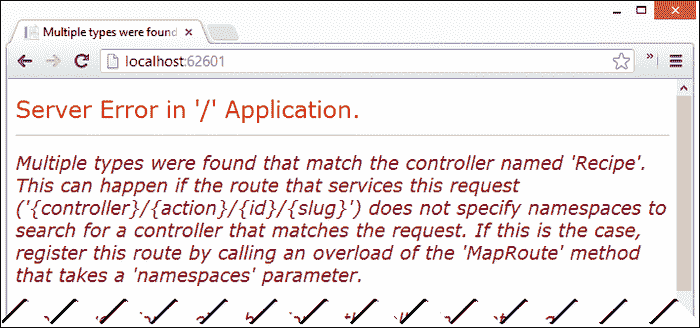 Multiple types were found
localhost:62601
»
Server Error in '/' Application.
Multiple types were found that match the controller named 'Recipe'.
This can happen if the route that services this request
('{controller}/{action}/{id}/{slug}') does not specify namespaces to
search for a controller that matches the request. If this is the case,
register this route by calling an overload of the 'MapRoute' method
that takes a 'namespaces' parameter.